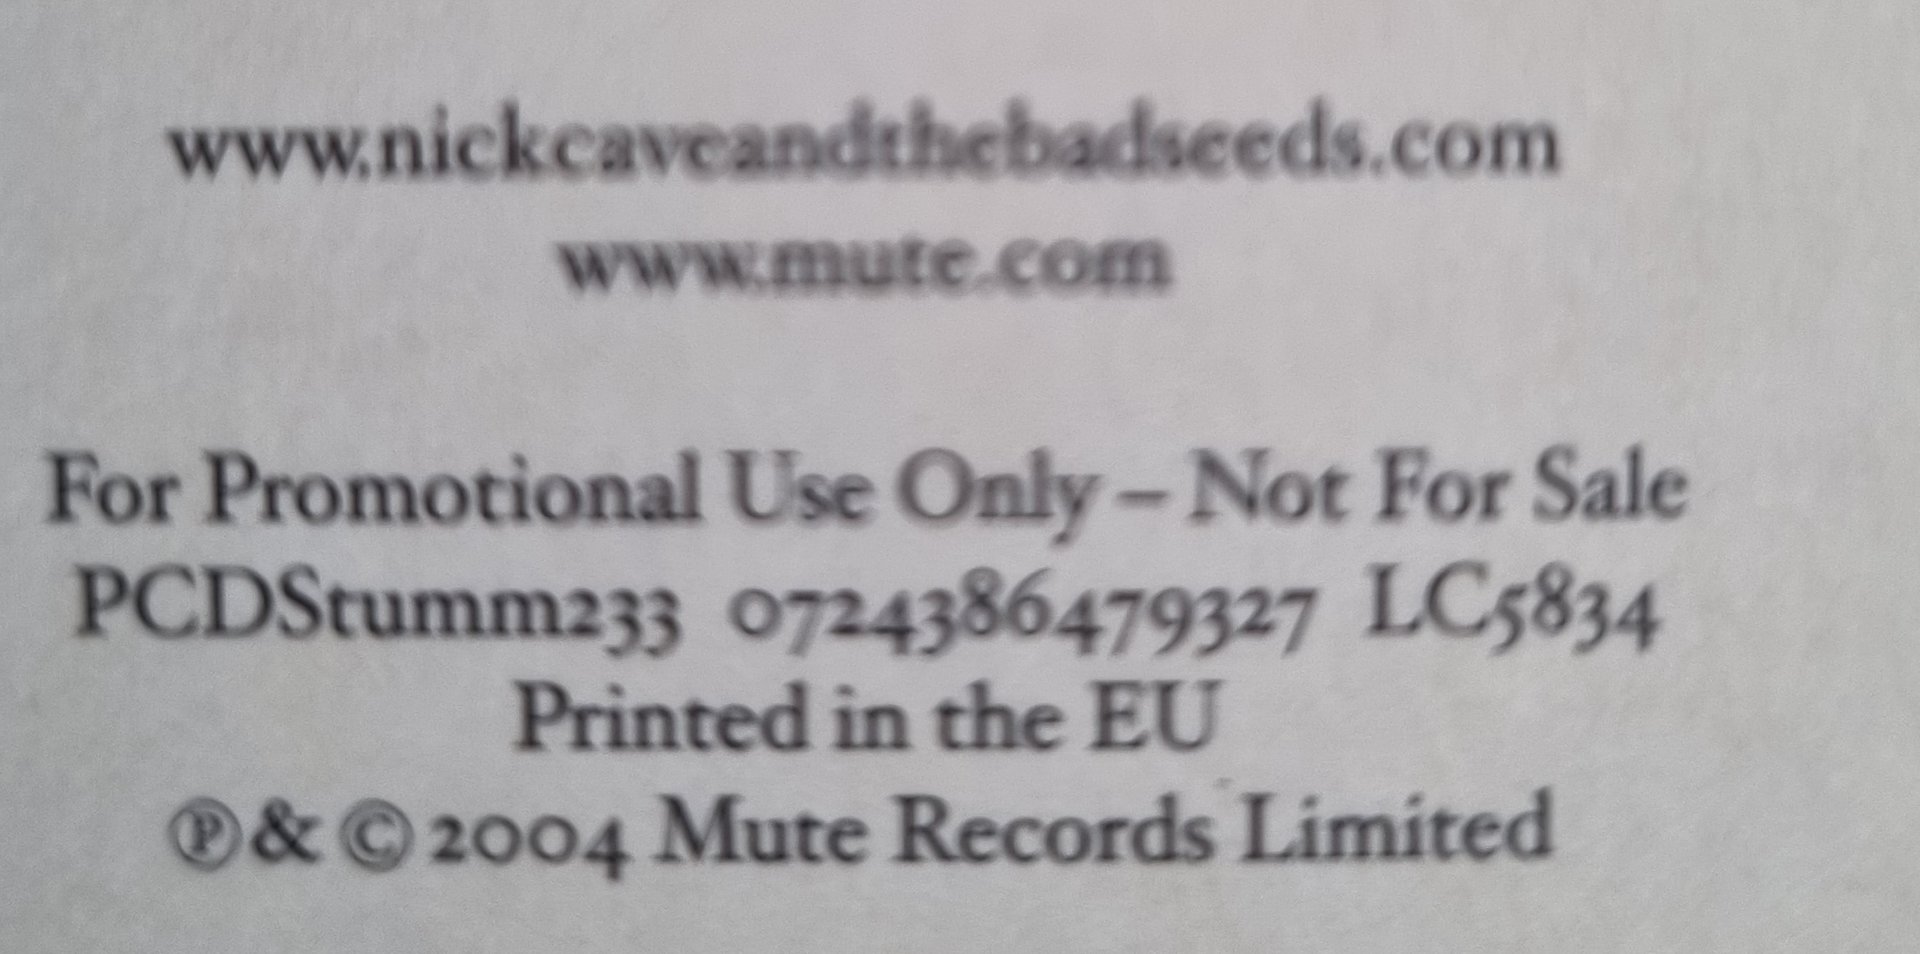 www.nickcaveandthebadseeds.com
www.mute.com
For Promotional Use Only – Not For Sale
PCDStumm233 0724386479327 LC5834
Printed in the EU
℗ & © 2004 Mute Records Limited